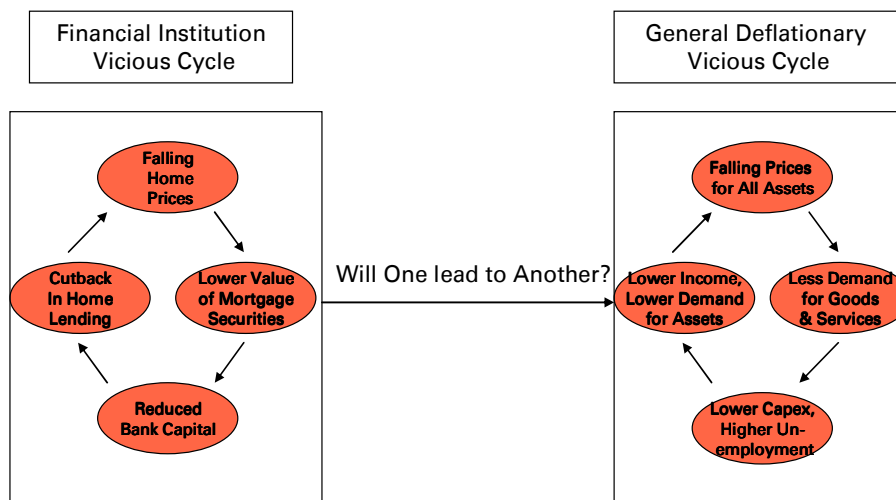 Financial Institution
Vicious Cycle
General Deflationary
Vicious Cycle
Falling
Home
Prices
Cutback
In Home
Lending
Lower Value
of Mortgage
Securities
Reduced
Bank Capital
Will One lead to Another?
Falling Prices
for All Assets
Lower Income,
Lower Demand
for Assets
Less Demand
for Goods
& Services
Lower Capex,
Higher Un-
employment